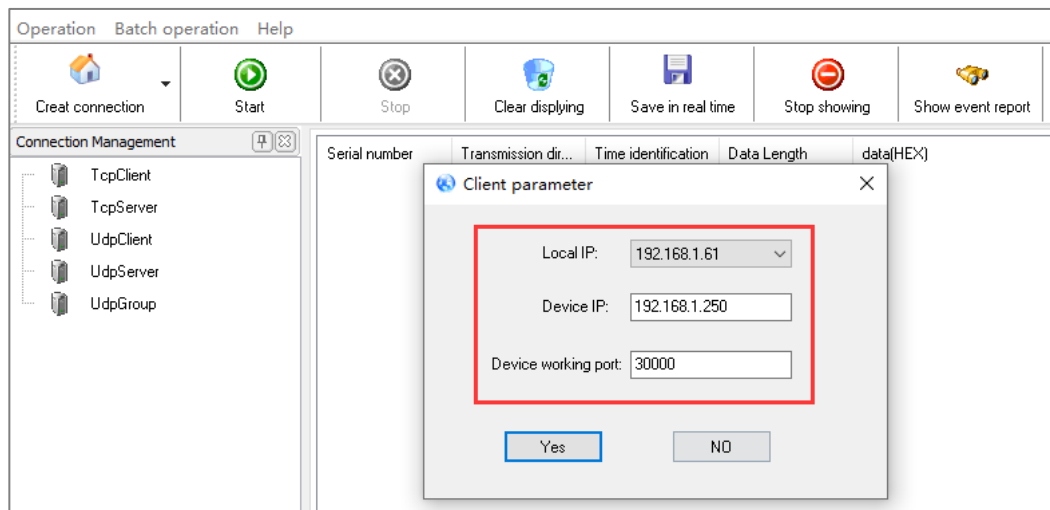 Operation Batch operation Help
Creat connection Start Stop Clear displying Save in real time Stop showing Show event report
Connection Management
Serial number Transmission dir... Time identification Data Length data(HEX)
TcpClient
TcpServer
UdpClient
UdpServer
UdpGroup
Client parameter
Local IP: 192.168.1.61
Device IP: 192.168.1.250
Device working port: 30000
Yes NO